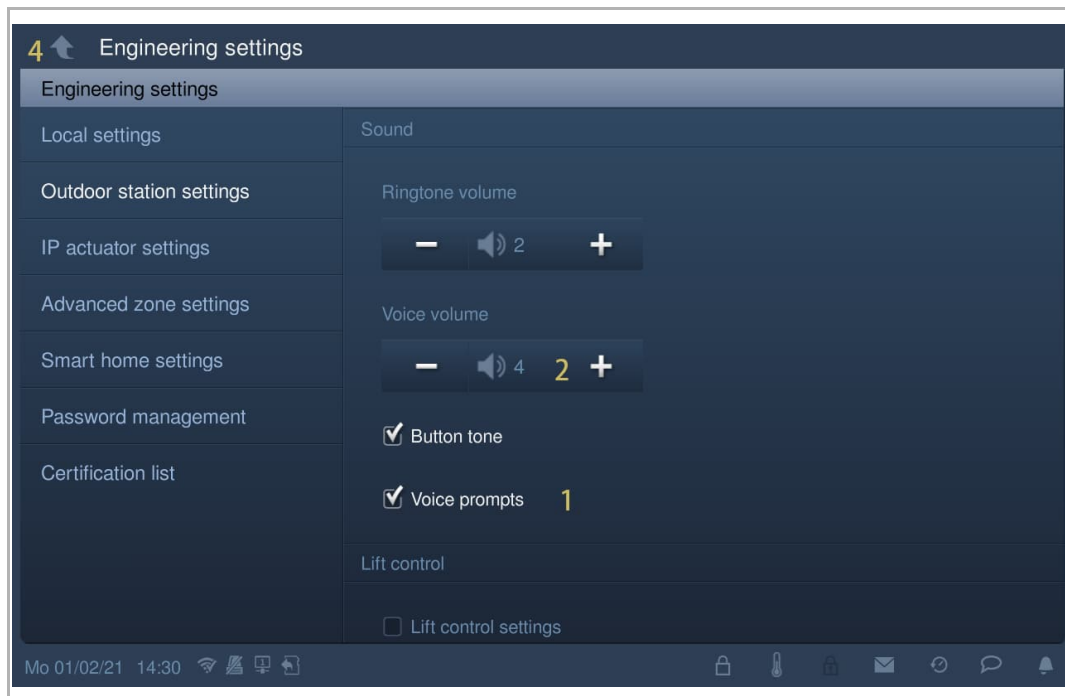 4 Engineering settings
Engineering settings
Local settings
Outdoor station settings
IP actuator settings
Advanced zone settings
Smart home settings
Password management
Certification list
Sound
Ringtone volume
− 2 +
Voice volume
− 4 2 +
Button tone
Voice prompts 1
Lift control
Lift control settings
Mo 01/02/21 14:30